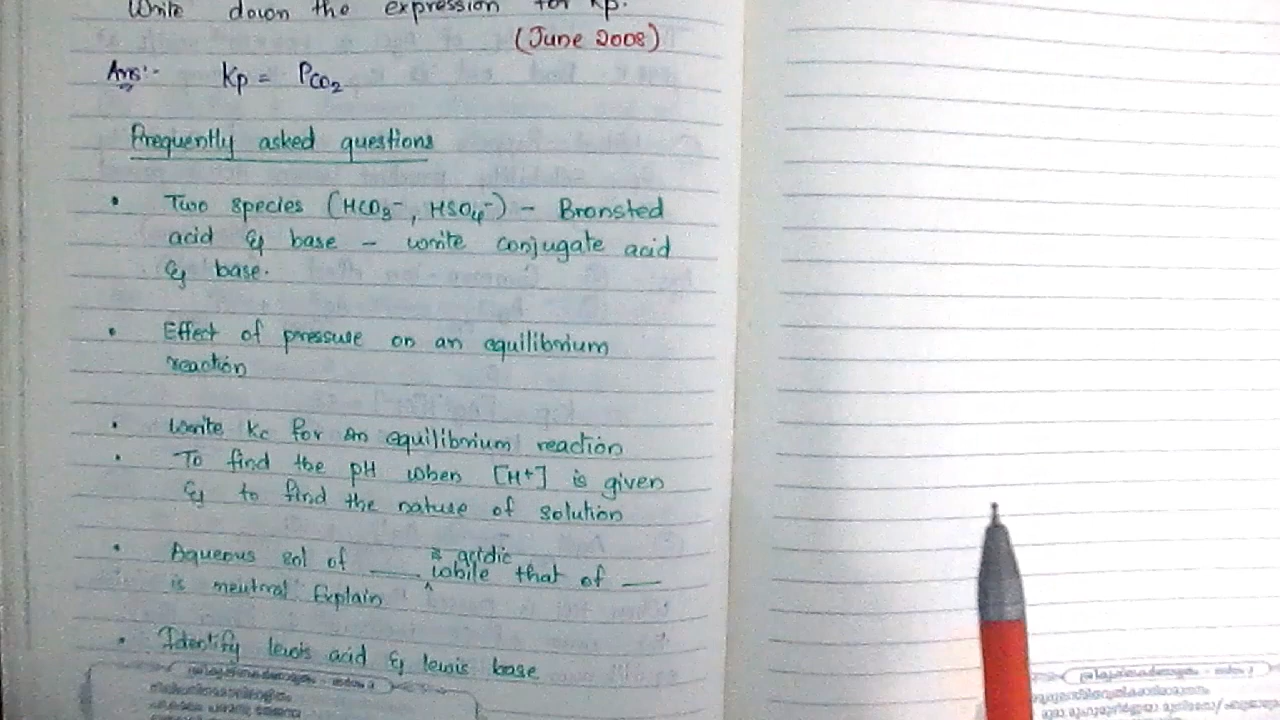 Write down the expression for Kp.
(June 2008)
Ans:- Kp = PCO₂
Frequently asked questions
• Two species (HCO₃⁻, HSO₄⁻) - Bronsted
acid & base - write conjugate acid
& base.
• Effect of pressure on an equilibrium
reaction
• Write Kc for an equilibrium reaction
• To find the pH when [H⁺] is given
& to find the nature of solution
• Aqueous sol of ___ is acidic while that of ___
is neutral. Explain
• Identify lewis acid & lewis base